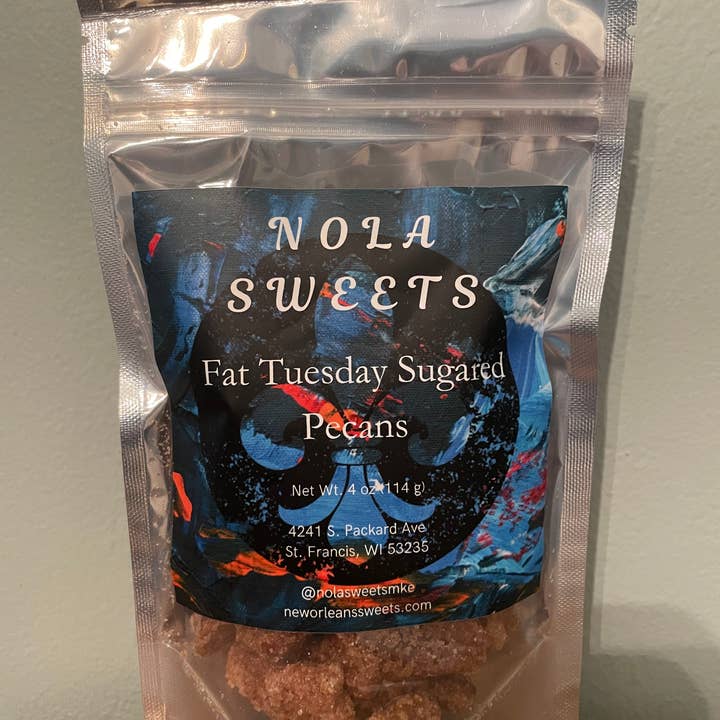 NOLA
SWEETS
Fat Tuesday Sugared
Pecans
Net Wt. 4 oz (114 g)
4241 S. Packard Ave
St. Francis, WI 53235
@nolasweetsmke
neworleanssweets.com